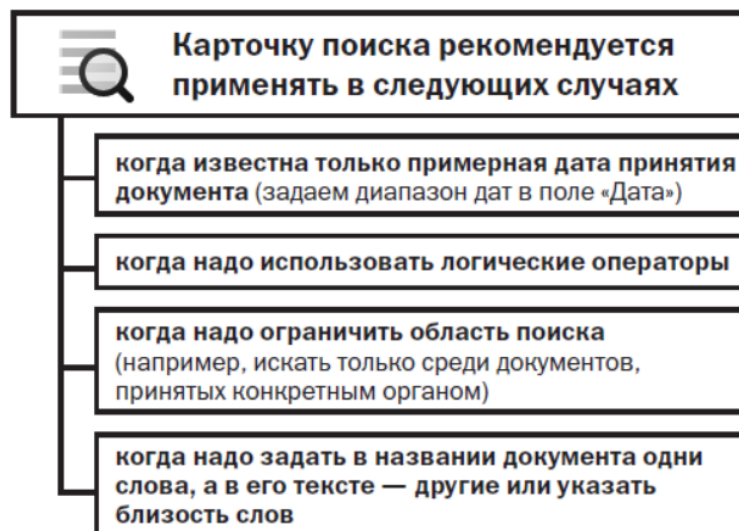 Карточку поиска рекомендуется
применять в следующих случаях
когда известна только примерная дата принятия
документа (задаем диапазон дат в поле «Дата»)
когда надо использовать логические операторы
когда надо ограничить область поиска
(например, искать только среди документов,
принятых конкретным органом)
когда надо задать в названии документа одни
слова, а в его тексте — другие или указать
близость слов